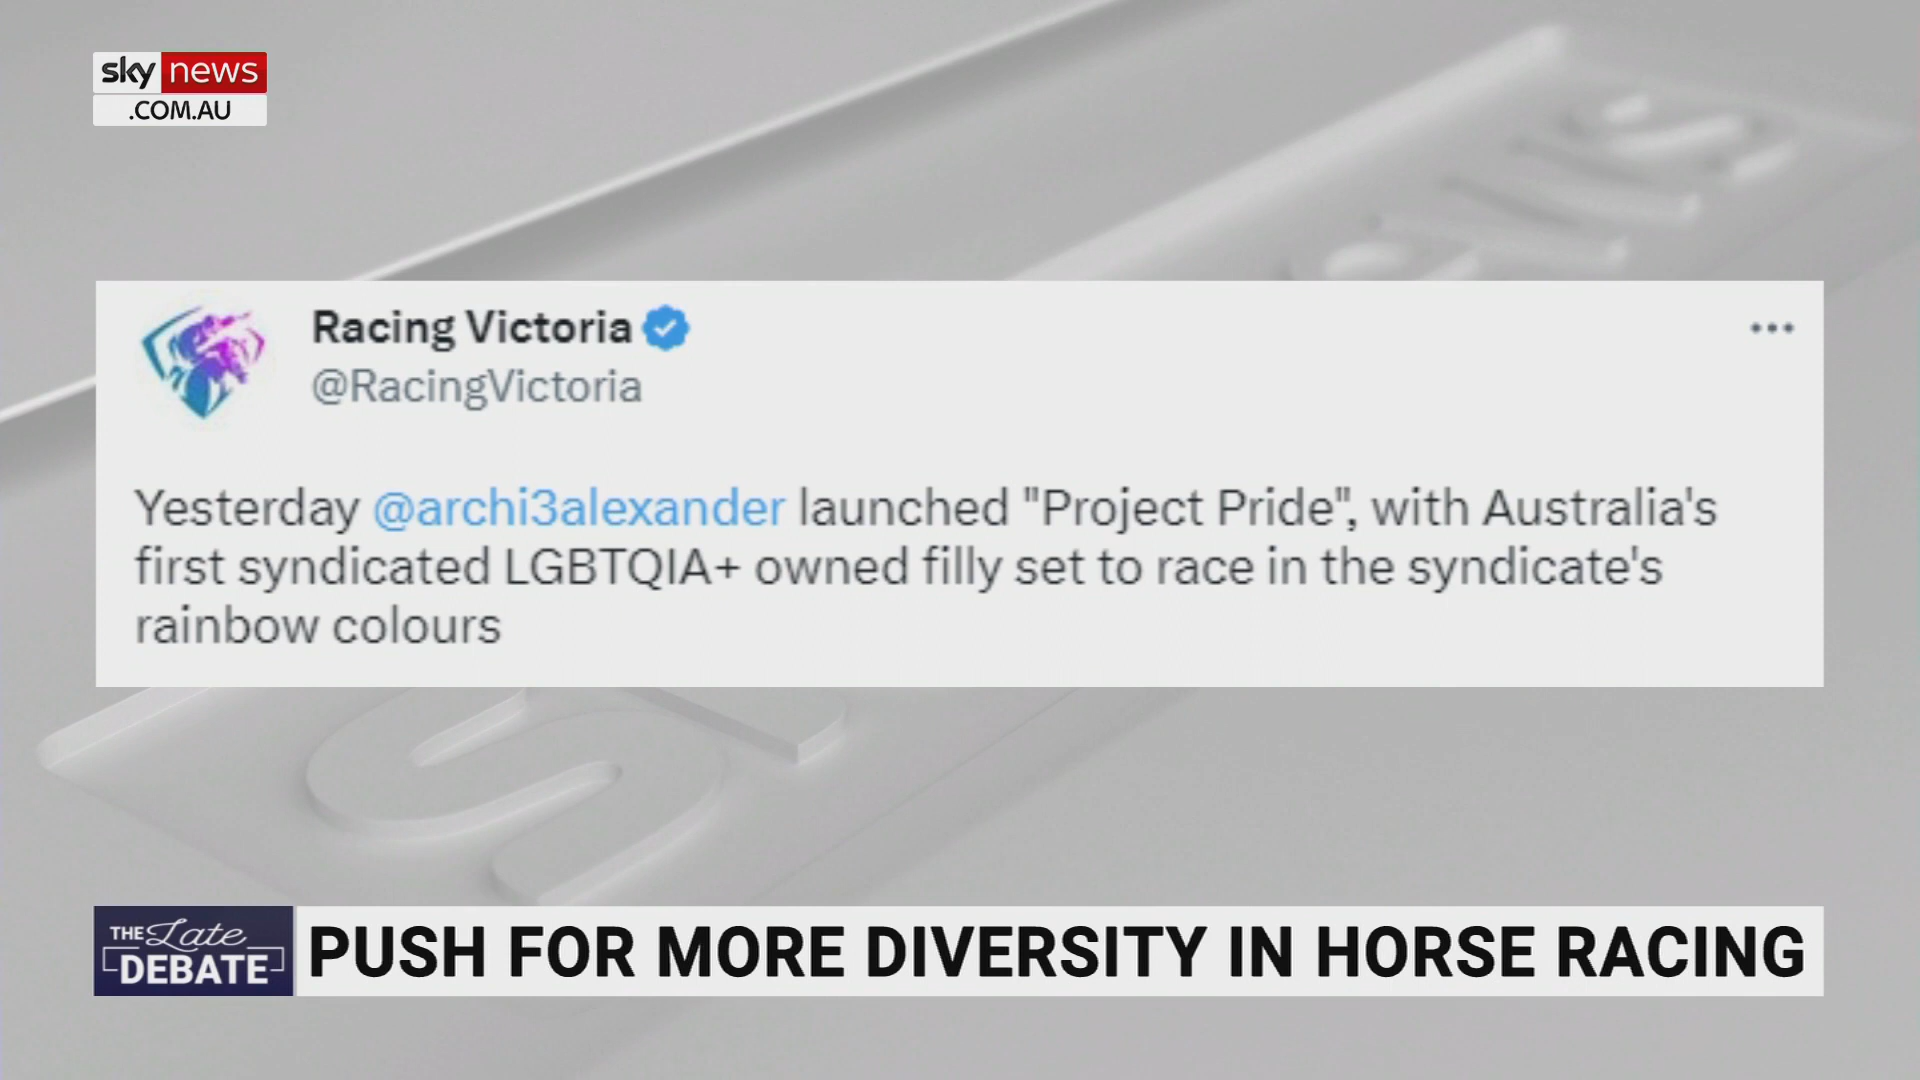 sky news
.COM.AU
Racing Victoria
@RacingVictoria
Yesterday @archi3alexander launched "Project Pride", with Australia's
first syndicated LGBTQIA+ owned filly set to race in the syndicate's
rainbow colours
THE Late
DEBATE
PUSH FOR MORE DIVERSITY IN HORSE RACING